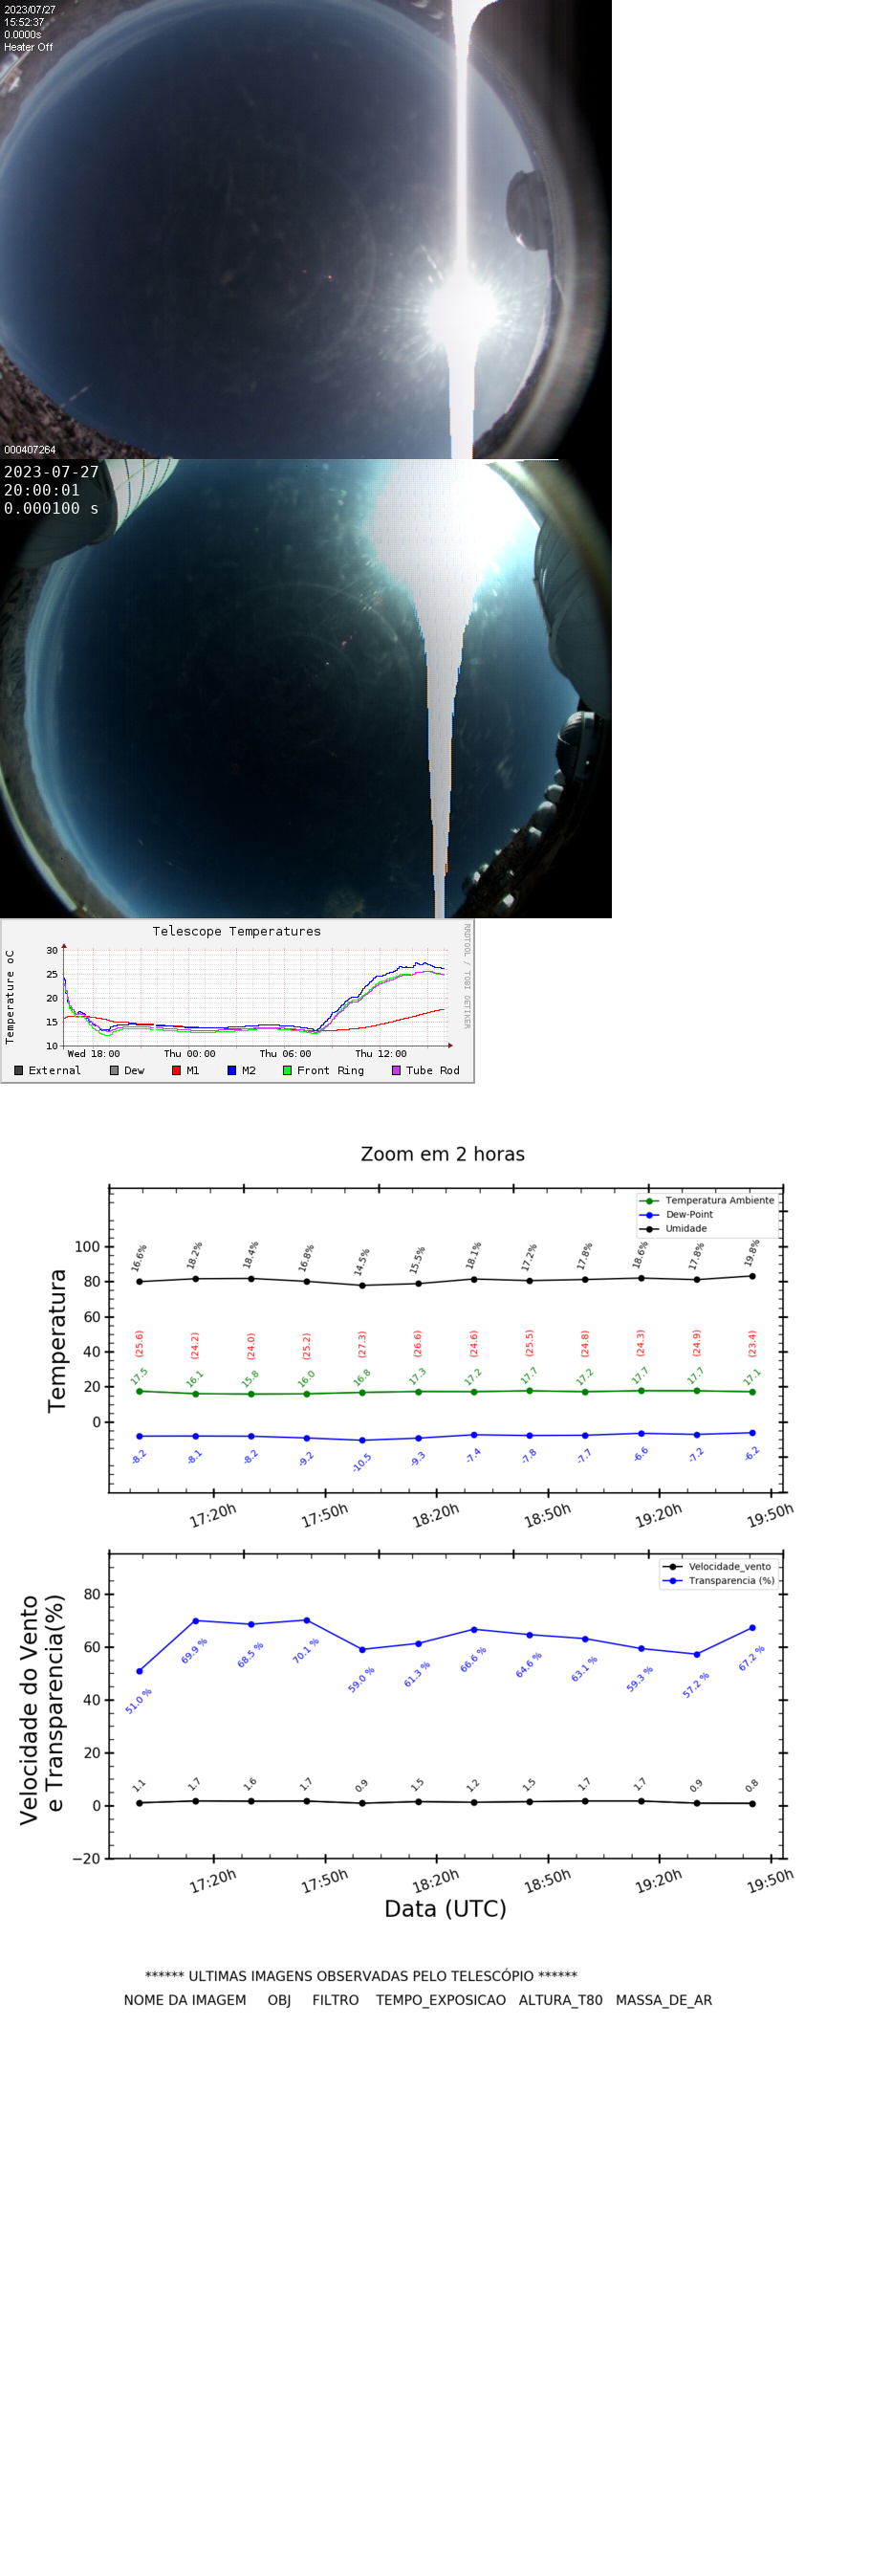 2023/07/27
15:52:37
0.0000s
Heater Off
000407264
2023-07-27
20:00:01
0.000100 s
Telescope Temperatures
RRDTOOL / TOBI OETIKER
Temperature oC
30
25
20
15
10
Wed 18:00 Thu 00:00 Thu 06:00 Thu 12:00
External Dew M1 M2 Front Ring Tube Rod
Zoom em 2 horas
Temperatura Ambiente
Dew-Point
Umidade
Temperatura
100
80
60
40
20
0
16.6% 18.2% 18.4% 16.8% 14.5% 15.5% 18.1% 17.2% 17.8% 18.6% 17.8% 19.8%
(25.6) (24.2) (24.0) (25.2) (27.3) (26.6) (24.6) (25.5) (24.8) (24.3) (24.9) (23.4)
17.5 16.1 15.8 16.0 16.8 17.3 17.2 17.7 17.2 17.7 17.7 17.1
-8.2 -8.1 -8.2 -9.2 -10.5 -9.3 -7.4 -7.8 -7.7 -6.6 -7.2 -6.2
17:20h 17:50h 18:20h 18:50h 19:20h 19:50h
Velocidade_vento
Transparencia (%)
Velocidade do Vento
e Transparencia(%)
80
60
40
20
0
−20
51.0 % 69.9 % 68.5 % 70.1 % 59.0 % 61.3 % 66.6 % 64.6 % 63.1 % 59.3 % 57.2 % 67.2 %
1.1 1.7 1.6 1.7 0.9 1.5 1.2 1.5 1.7 1.7 0.9 0.8
17:20h 17:50h 18:20h 18:50h 19:20h 19:50h
Data (UTC)
****** ULTIMAS IMAGENS OBSERVADAS PELO TELESCÓPIO ******
NOME DA IMAGEM OBJ FILTRO TEMPO_EXPOSICAO ALTURA_T80 MASSA_DE_AR